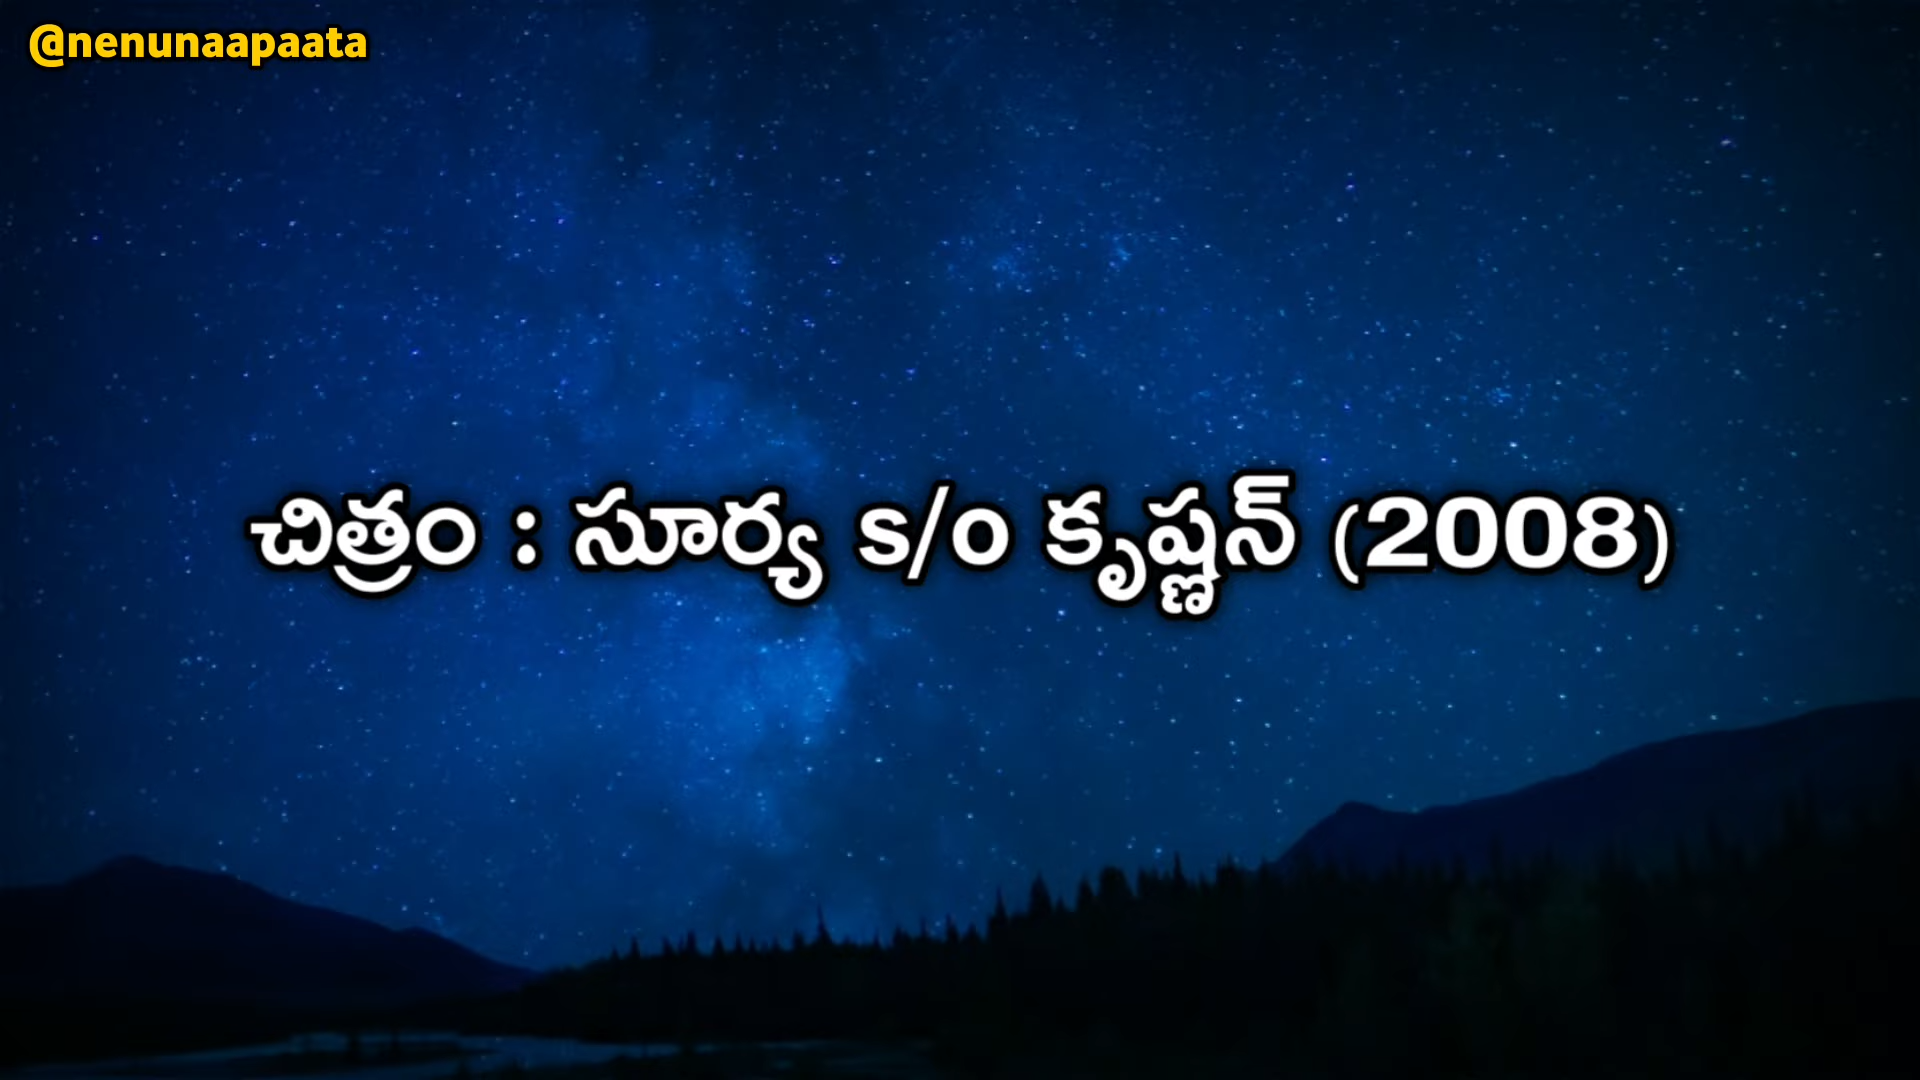 @nenunaapaata
చిత్రం : సూర్య s/o కృష్ణన్ (2008)